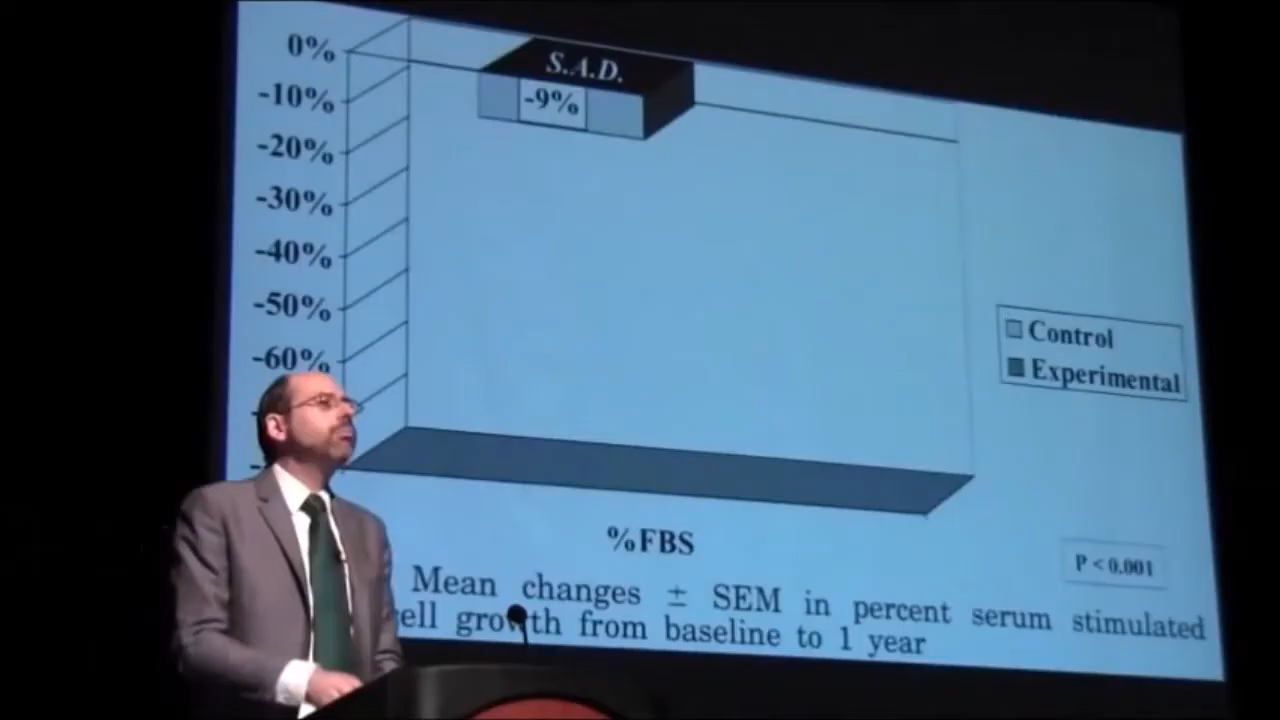 0%
S.A.D.
-9%
-10%
-20%
-30%
-40%
-50%
-60%
Control
Experimental
%FBS
P < 0.001
Mean changes ± SEM in percent serum stimulated
cell growth from baseline to 1 year